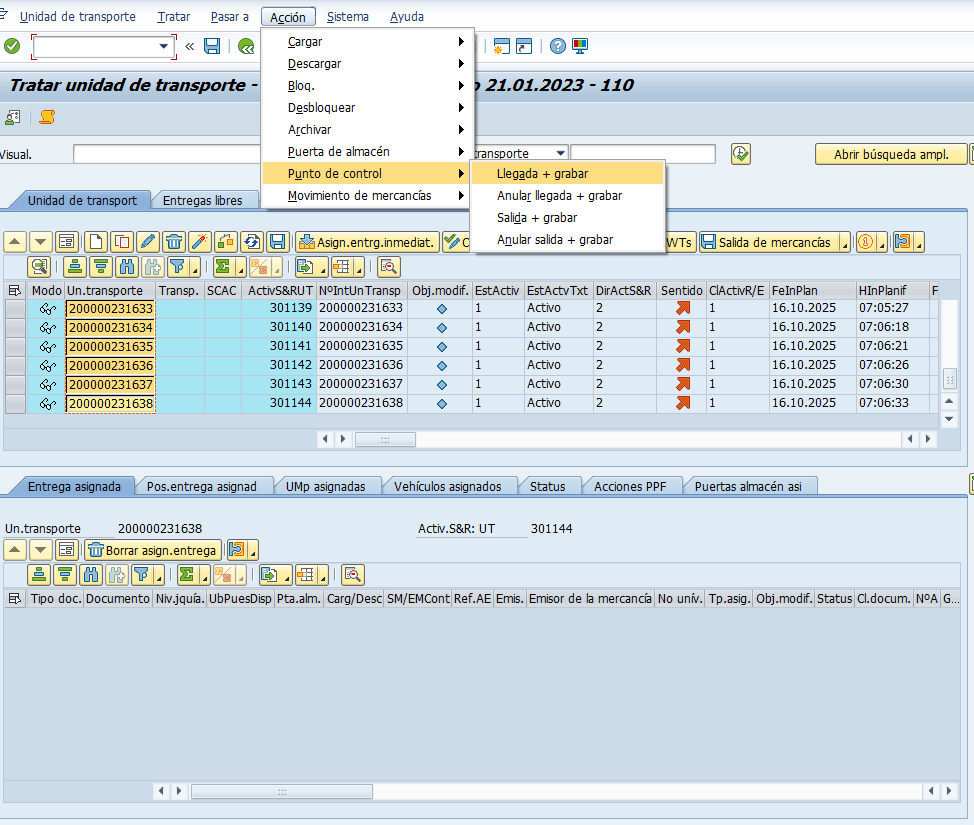 Unidad de transporte Tratar Pasar a Acción Sistema Ayuda
Cargar
Descargar
Bloq.
Desbloquear
Archivar
Puerta de almacén
Punto de control
Movimiento de mercancías
Llegada + grabar
Anular llegada + grabar
Salida + grabar
Anular salida + grabar
Tratar unidad de transporte - 21.01.2023 - 110
Visual. transporte Abrir búsqueda ampl.
Unidad de transport Entregas libres
Asign.entrg.inmediat. WTs Salida de mercancías
Modo Un.transporte Transp. SCAC ActivS&RUT NºIntUnTransp Obj.modif. EstActiv EstActvTxt DirActS&R Sentido ClActivR/E FeInPlan HInPlanif F
200000231633 301139 200000231633 1 Activo 2 1 16.10.2025 07:05:27
200000231634 301140 200000231634 1 Activo 2 1 16.10.2025 07:06:18
200000231635 301141 200000231635 1 Activo 2 1 16.10.2025 07:06:21
200000231636 301142 200000231636 1 Activo 2 1 16.10.2025 07:06:26
200000231637 301143 200000231637 1 Activo 2 1 16.10.2025 07:06:30
200000231638 301144 200000231638 1 Activo 2 1 16.10.2025 07:06:33
Entrega asignada Pos.entrega asignad UMp asignadas Vehículos asignados Status Acciones PPF Puertas almacén asi
Un.transporte 200000231638 Activ.S&R: UT 301144
Borrar asign.entrega
Tipo doc. Documento Niv.jquía. UbPuesDisp Pta.alm. Carg/Desc SM/EMCont Ref.AE Emis. Emisor de la mercancía No unív. Tp.asig. Obj.modif. Status Cl.docum. NºA G...